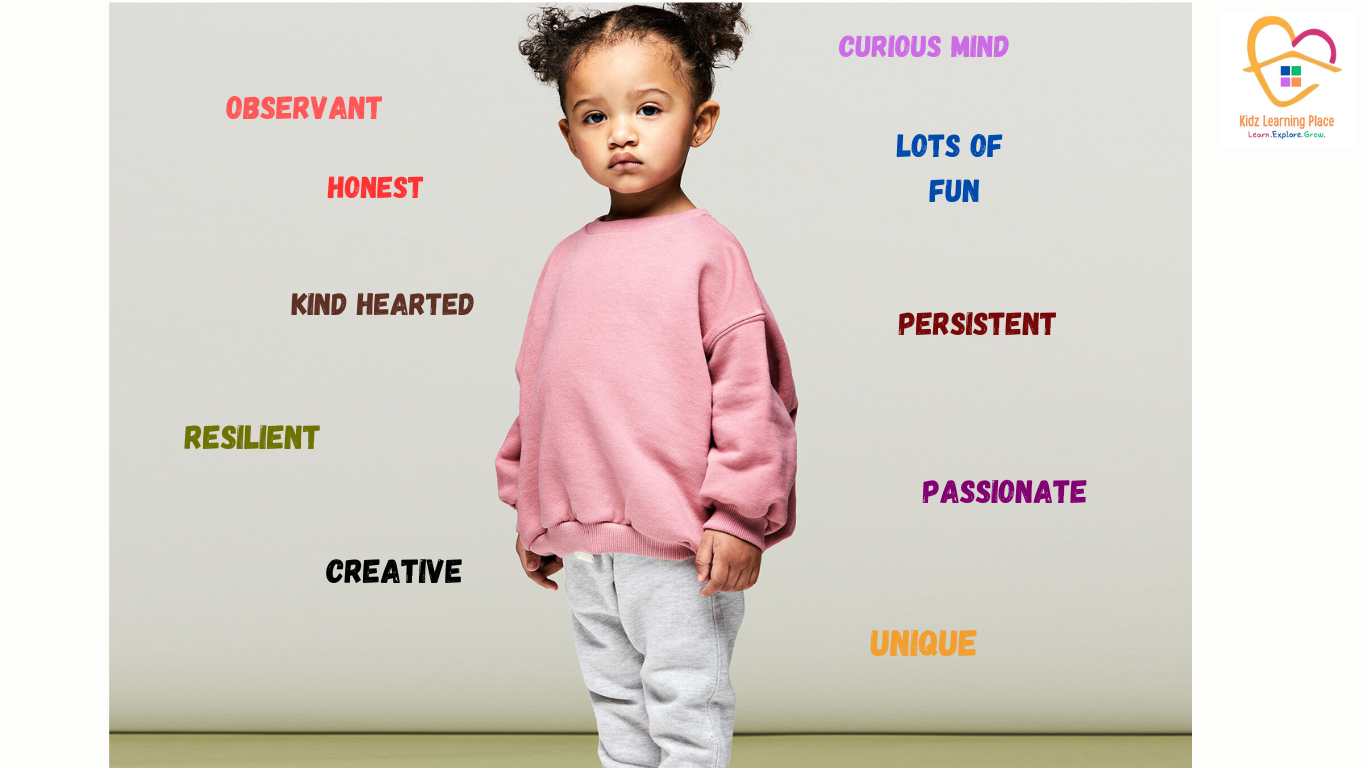 CURIOUS MIND
OBSERVANT
LOTS OF
FUN
HONEST
KIND HEARTED
PERSISTENT
RESILIENT
PASSIONATE
CREATIVE
UNIQUE
Kidz Learning Place
Learn.Explore.Grow.